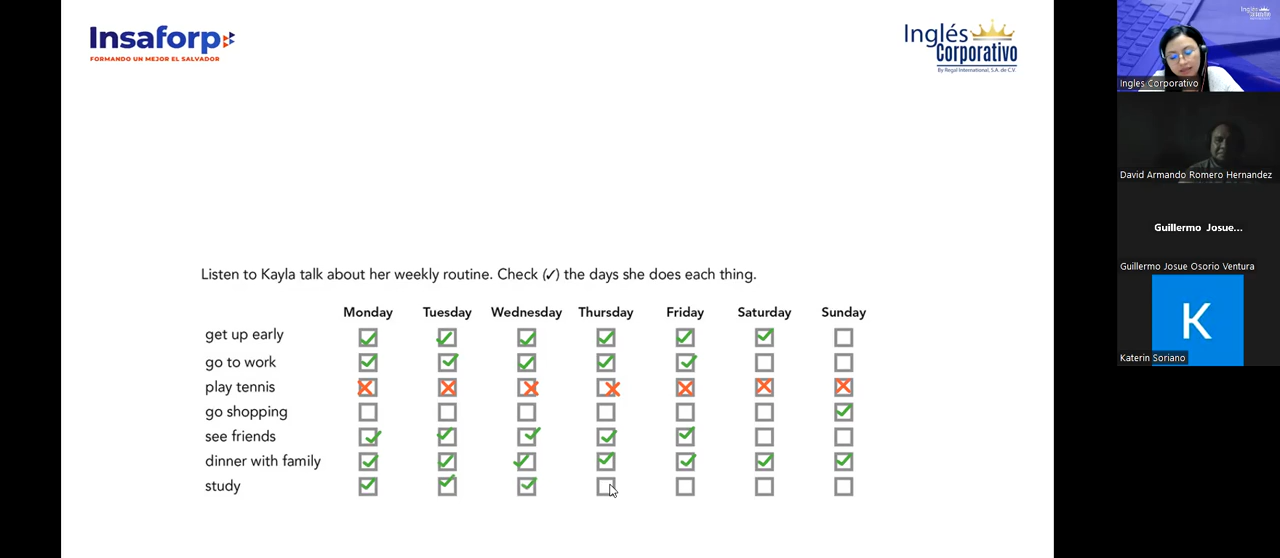 Insaforp
FORMANDO UN MEJOR EL SALVADOR
Inglés
Corporativo
By Regal International, S.A. de C.V.
Listen to Kayla talk about her weekly routine. Check (✓) the days she does each thing.
Monday Tuesday Wednesday Thursday Friday Saturday Sunday
get up early
go to work
play tennis
go shopping
see friends
dinner with family
study
Inglés
Corporativo
Ingles Corporativo
David Armando Romero Hernandez
Guillermo Josue...
Guillermo Josue Osorio Ventura
K
Katerin Soriano